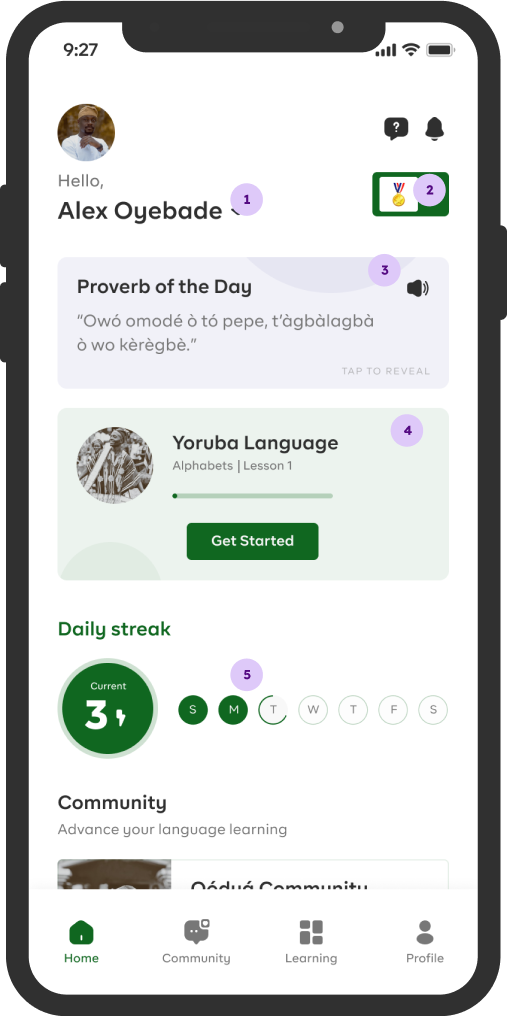 9:27
Hello,
Alex Oyebade
1
2
3
Proverb of the Day
“Owó omodé ò tó pepe, t’àgbàlagbà
ò wo kèrègbè.”
TAP TO REVEAL
4
Yoruba Language
Alphabets | Lesson 1
Get Started
Daily streak
5
Current
3
S M T W T F S
Community
Advance your language learning
Community
Home Community Learning Profile